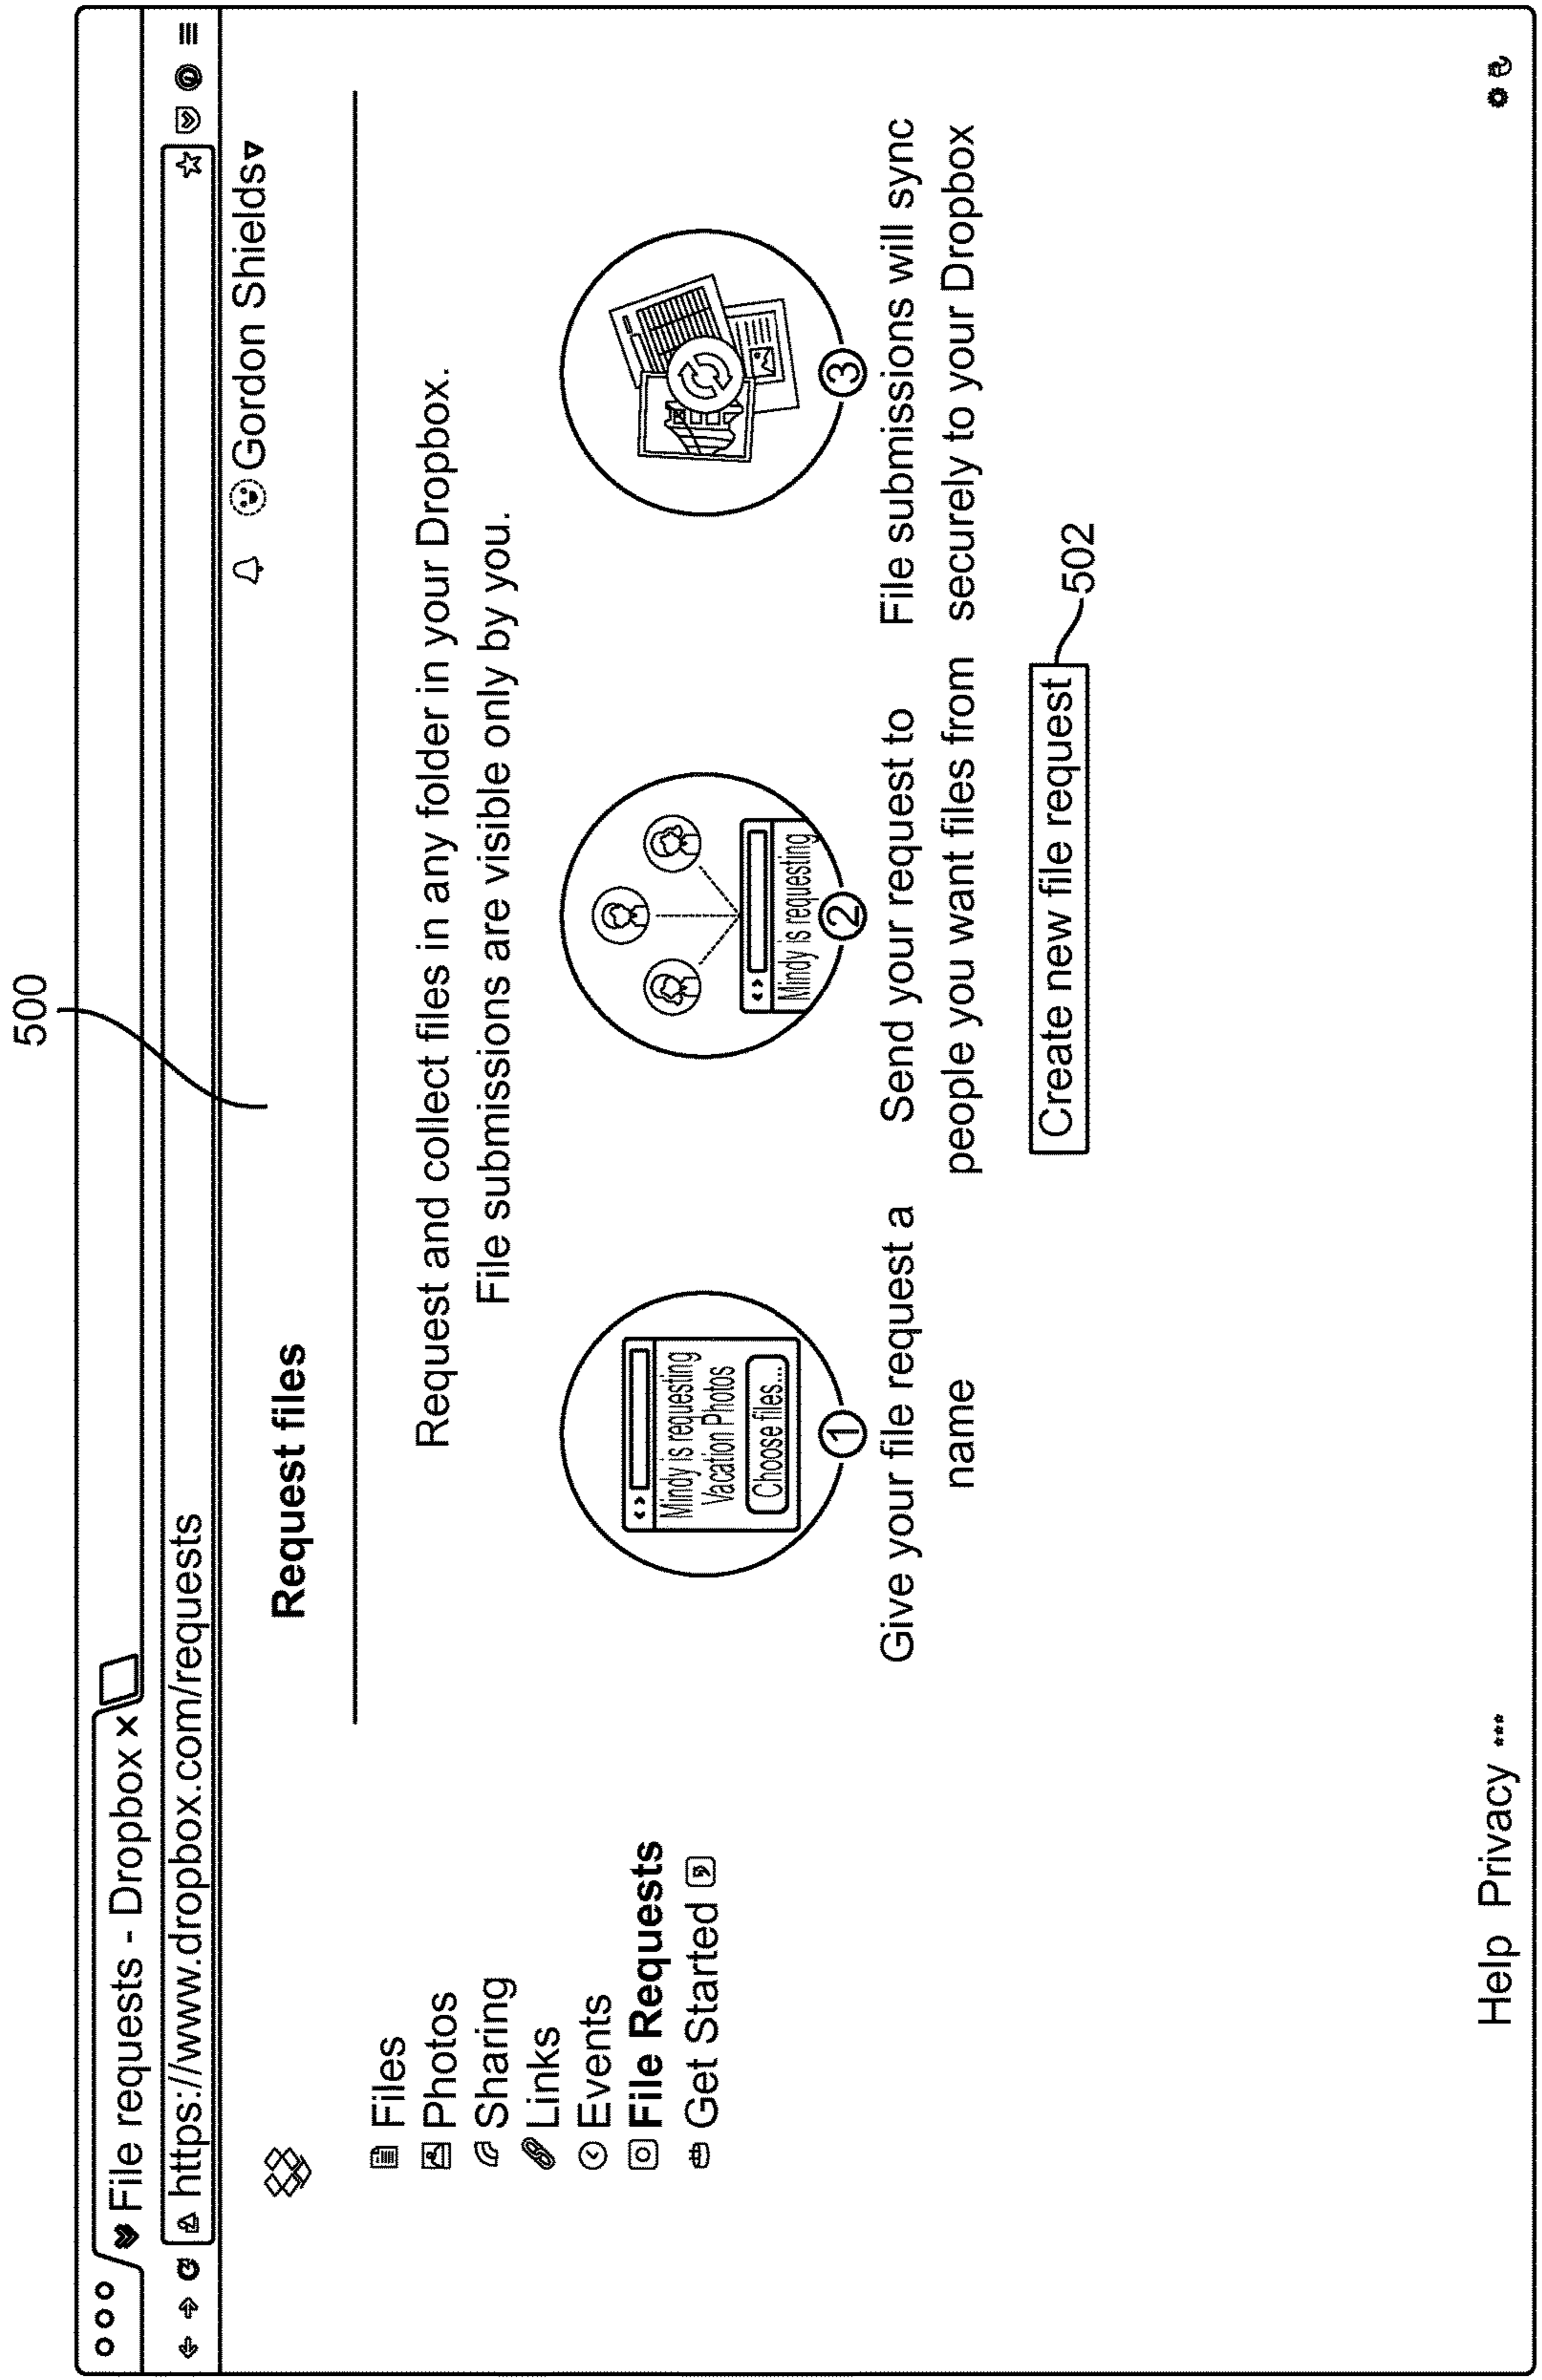 500
File requests - Dropbox x
https://www.dropbox.com/requests
Gordon Shields
Request files
Files
Photos
Sharing
Links
Events
File Requests
Get Started
Request and collect files in any folder in your Dropbox.
File submissions are visible only by you.
Mindy is requesting
Vacation Photos
Choose files...
1
Give your file request a
name
Mindy is requesting
2
Send your request to
people you want files from
3
File submissions will sync
securely to your Dropbox
Create new file request
502
Help Privacy ***